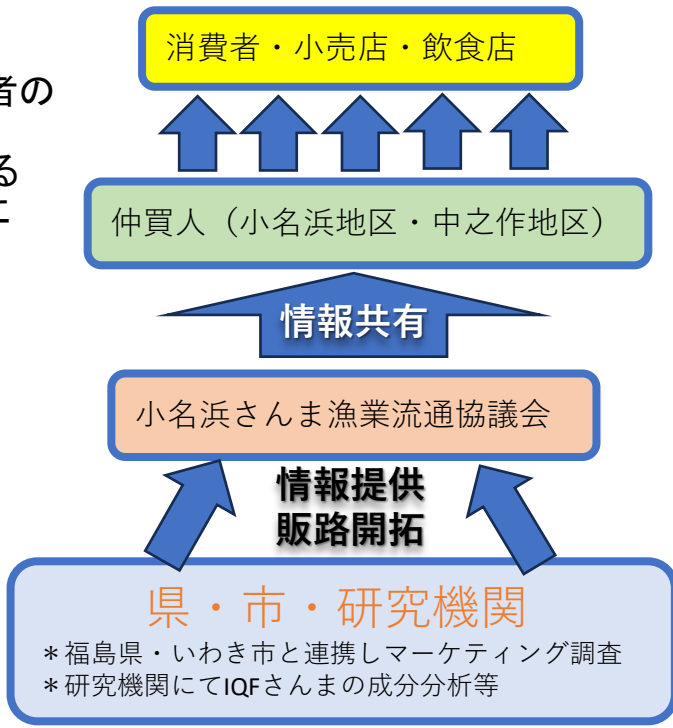 消費者・小売店・飲食店
者の
る
に
仲買人（小名浜地区・中之作地区）
情報共有
小名浜さんま漁業流通協議会
情報提供
販路開拓
県・市・研究機関
＊福島県・いわき市と連携しマーケティング調査
＊研究機関にてIQFさんまの成分分析等